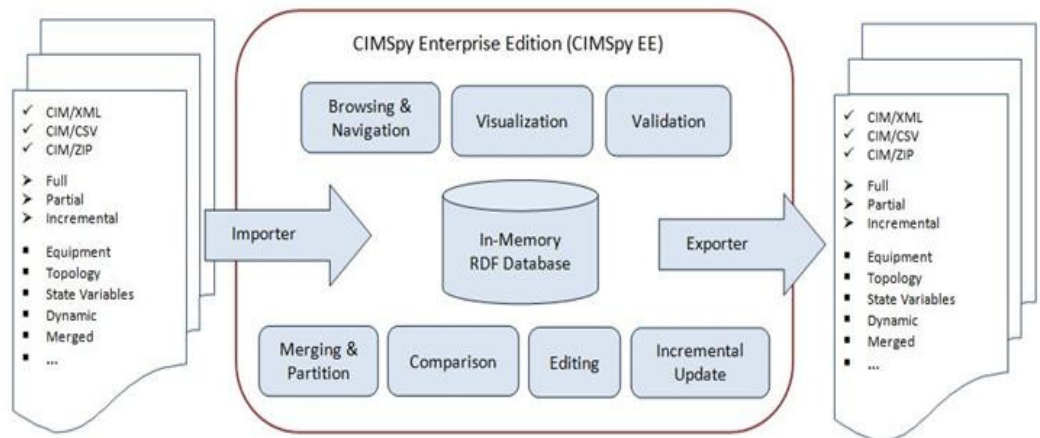 CIMSpy Enterprise Edition (CIMSpy EE)
✓ CIM/XML
✓ CIM/CSV
✓ CIM/ZIP
➢ Full
➢ Partial
➢ Incremental
▪ Equipment
▪ Topology
▪ State Variables
▪ Dynamic
▪ Merged
▪ ...
Importer
Browsing &
Navigation
Visualization
Validation
In-Memory
RDF Database
Merging &
Partition
Comparison
Editing
Incremental
Update
Exporter
✓ CIM/XML
✓ CIM/CSV
✓ CIM/ZIP
➢ Full
➢ Partial
➢ Incremental
▪ Equipment
▪ Topology
▪ State Variables
▪ Dynamic
▪ Merged
▪ ...